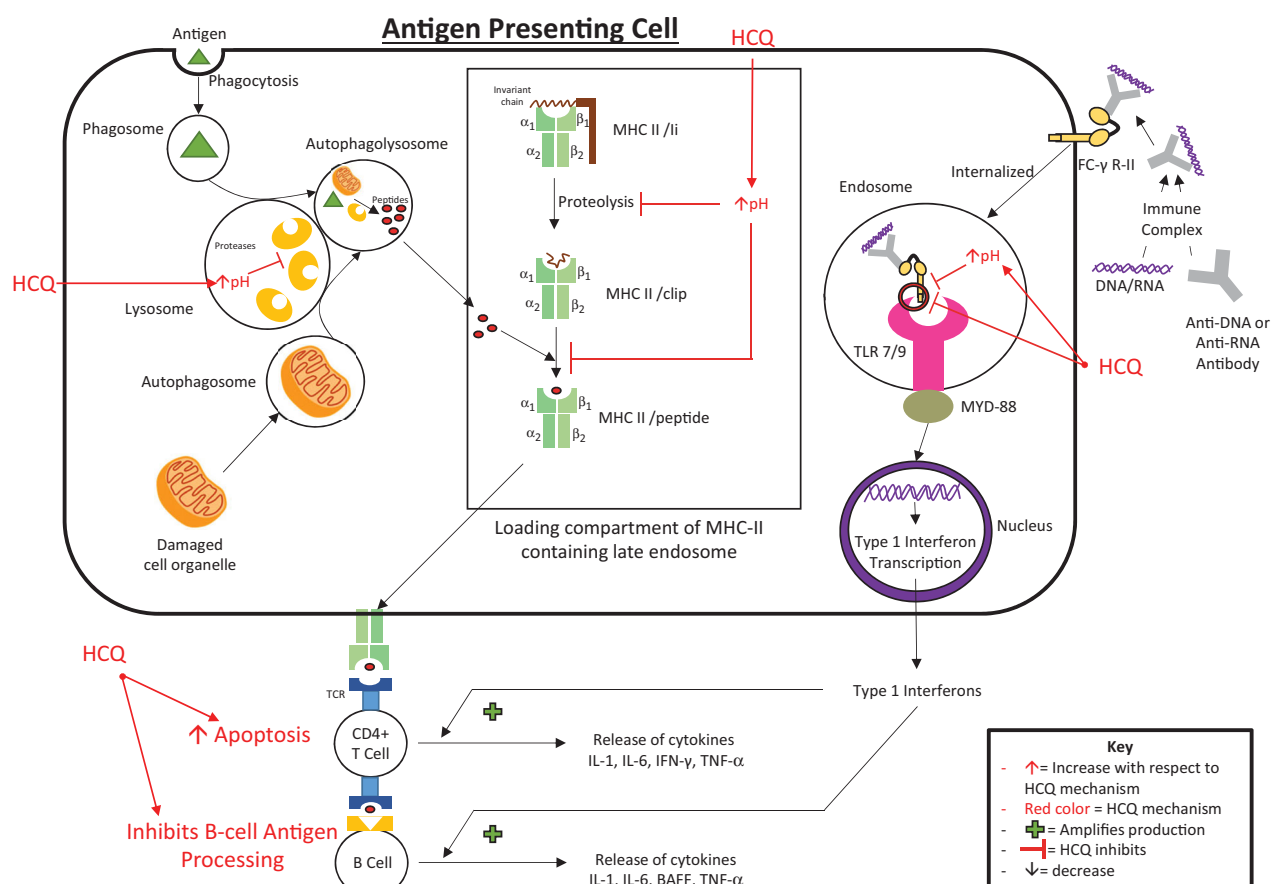 Antigen Presenting Cell
Antigen
Phagocytosis
Phagosome
Autophagolysosome
Peptides
Proteases
↑pH
HCQ
Lysosome
Autophagosome
Damaged
cell organelle
HCQ
Invariant
chain
α1
β1
α2
β2
MHC II /Ii
Proteolysis
↑pH
α1
β1
α2
β2
MHC II /clip
α1
β1
α2
β2
MHC II /peptide
Loading compartment of MHC-II
containing late endosome
FC-γ R-II
Internalized
Endosome
Immune
Complex
DNA/RNA
Anti-DNA or
Anti-RNA
Antibody
↑pH
TLR 7/9
HCQ
MYD-88
Nucleus
Type 1 Interferon
Transcription
Type 1 Interferons
HCQ
↑ Apoptosis
Inhibits B-cell Antigen
Processing
TCR
CD4+
T Cell
Release of cytokines
IL-1, IL-6, IFN-γ, TNF-α
B Cell
Release of cytokines
IL-1, IL-6, BAFF, TNF-α
Key
- ↑= Increase with respect to
HCQ mechanism
- Red color = HCQ mechanism
- = Amplifies production
- = HCQ inhibits
- ↓= decrease